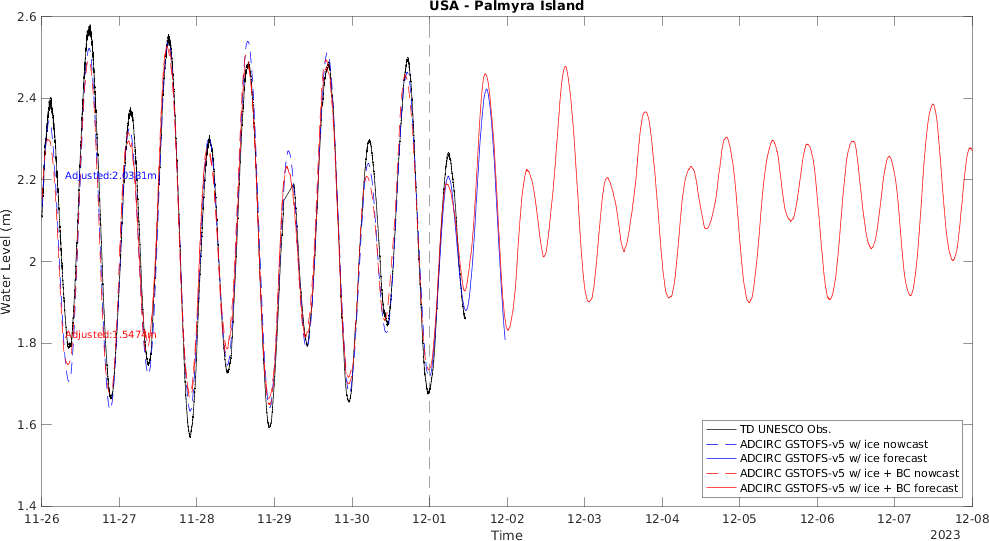 USA - Palmyra Island
Water Level (m)
2.6
2.4
2.2
2
1.8
1.6
1.4
Adjusted:2.0381m
Adjusted:1.5474m
TD UNESCO Obs.
ADCIRC GSTOFS-v5 w/ ice nowcast
ADCIRC GSTOFS-v5 w/ ice forecast
ADCIRC GSTOFS-v5 w/ ice + BC nowcast
ADCIRC GSTOFS-v5 w/ ice + BC forecast
11-26 11-27 11-28 11-29 11-30 12-01 12-02 12-03 12-04 12-05 12-06 12-07 12-08
Time
2023